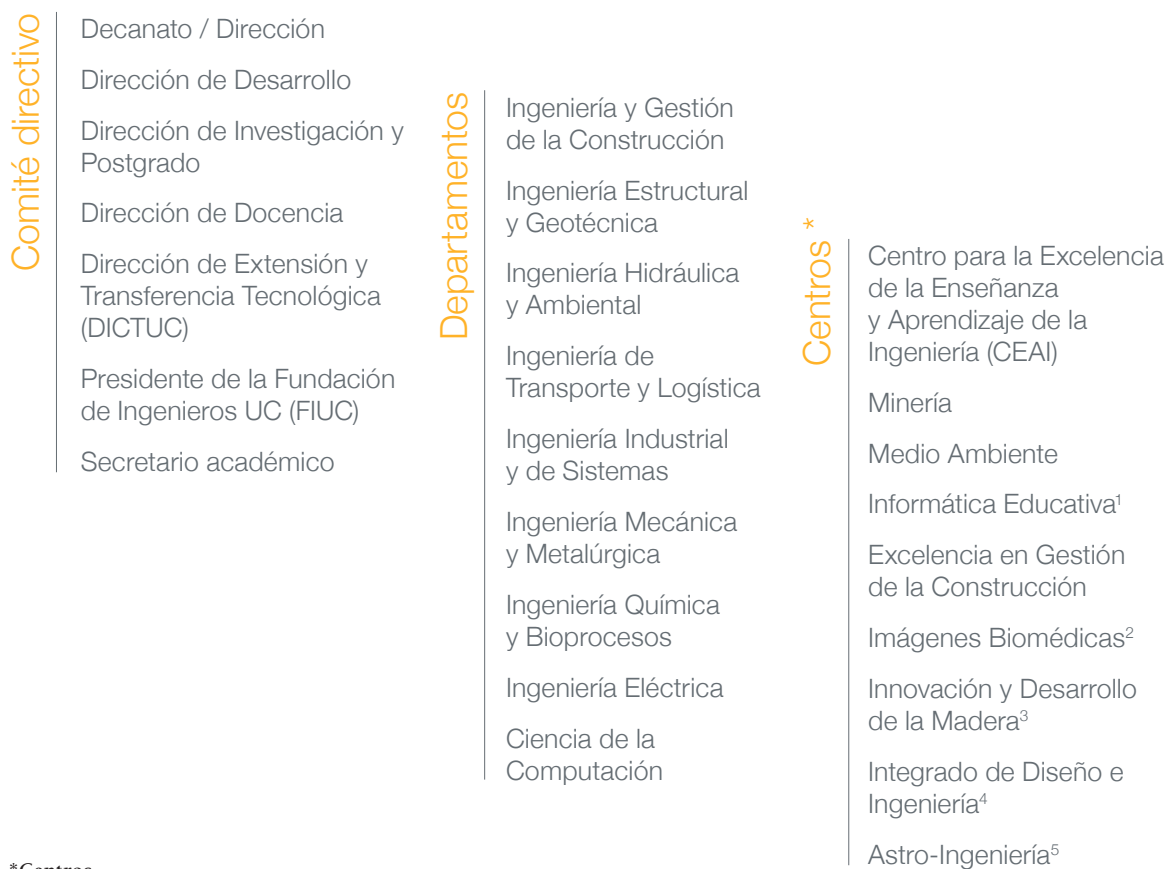 Comité directivo
Decanato / Dirección
Dirección de Desarrollo
Dirección de Investigación y
Postgrado
Dirección de Docencia
Dirección de Extensión y
Transferencia Tecnológica
(DICTUC)
Presidente de la Fundación
de Ingenieros UC (FIUC)
Secretario académico
Departamentos
Ingeniería y Gestión
de la Construcción
Ingeniería Estructural
y Geotécnica
Ingeniería Hidráulica
y Ambiental
Ingeniería de
Transporte y Logística
Ingeniería Industrial
y de Sistemas
Ingeniería Mecánica
y Metalúrgica
Ingeniería Química
y Bioprocesos
Ingeniería Eléctrica
Ciencia de la
Computación
Centros *
Centro para la Excelencia
de la Enseñanza
y Aprendizaje de la
Ingeniería (CEAI)
Minería
Medio Ambiente
Informática Educativa¹
Excelencia en Gestión
de la Construcción
Imágenes Biomédicas²
Innovación y Desarrollo
de la Madera³
Integrado de Diseño e
Ingeniería⁴
Astro-Ingeniería⁵
*Centros